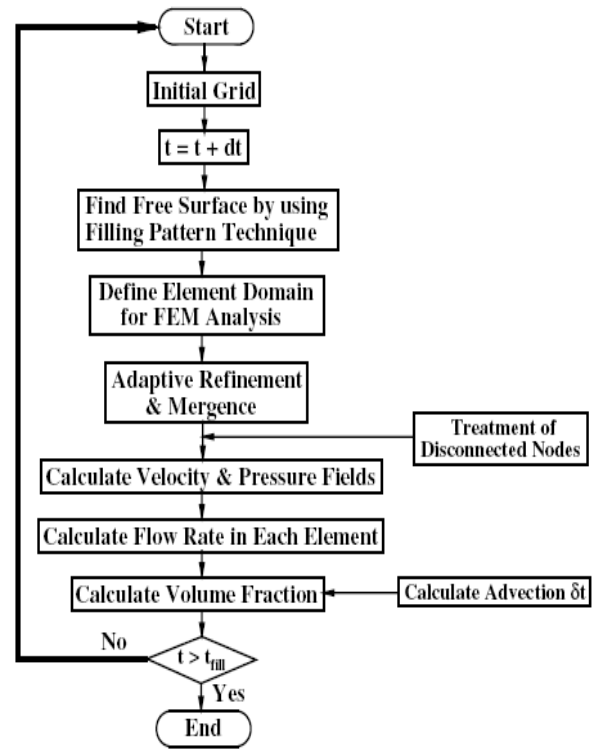 Start
Initial Grid
t = t + dt
Find Free Surface by using
Filling Pattern Technique
Define Element Domain
for FEM Analysis
Adaptive Refinement
& Mergence
Treatment of
Disconnected Nodes
Calculate Velocity & Pressure Fields
Calculate Flow Rate in Each Element
Calculate Volume Fraction
Calculate Advection δt
No
t > tfill
Yes
End